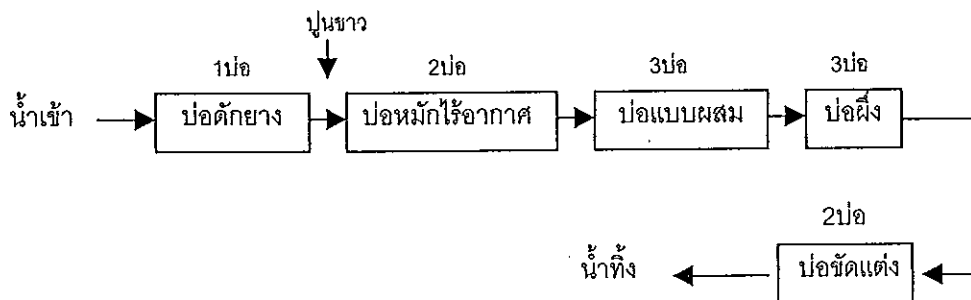 ปูนขาว
1บ่อ
2บ่อ
3บ่อ
3บ่อ
น้ำเข้า
บ่อดักยาง
บ่อหมักไร้อากาศ
บ่อแบบผสม
บ่อผึ่ง
2บ่อ
น้ำทิ้ง
บ่อขัดแต่ง